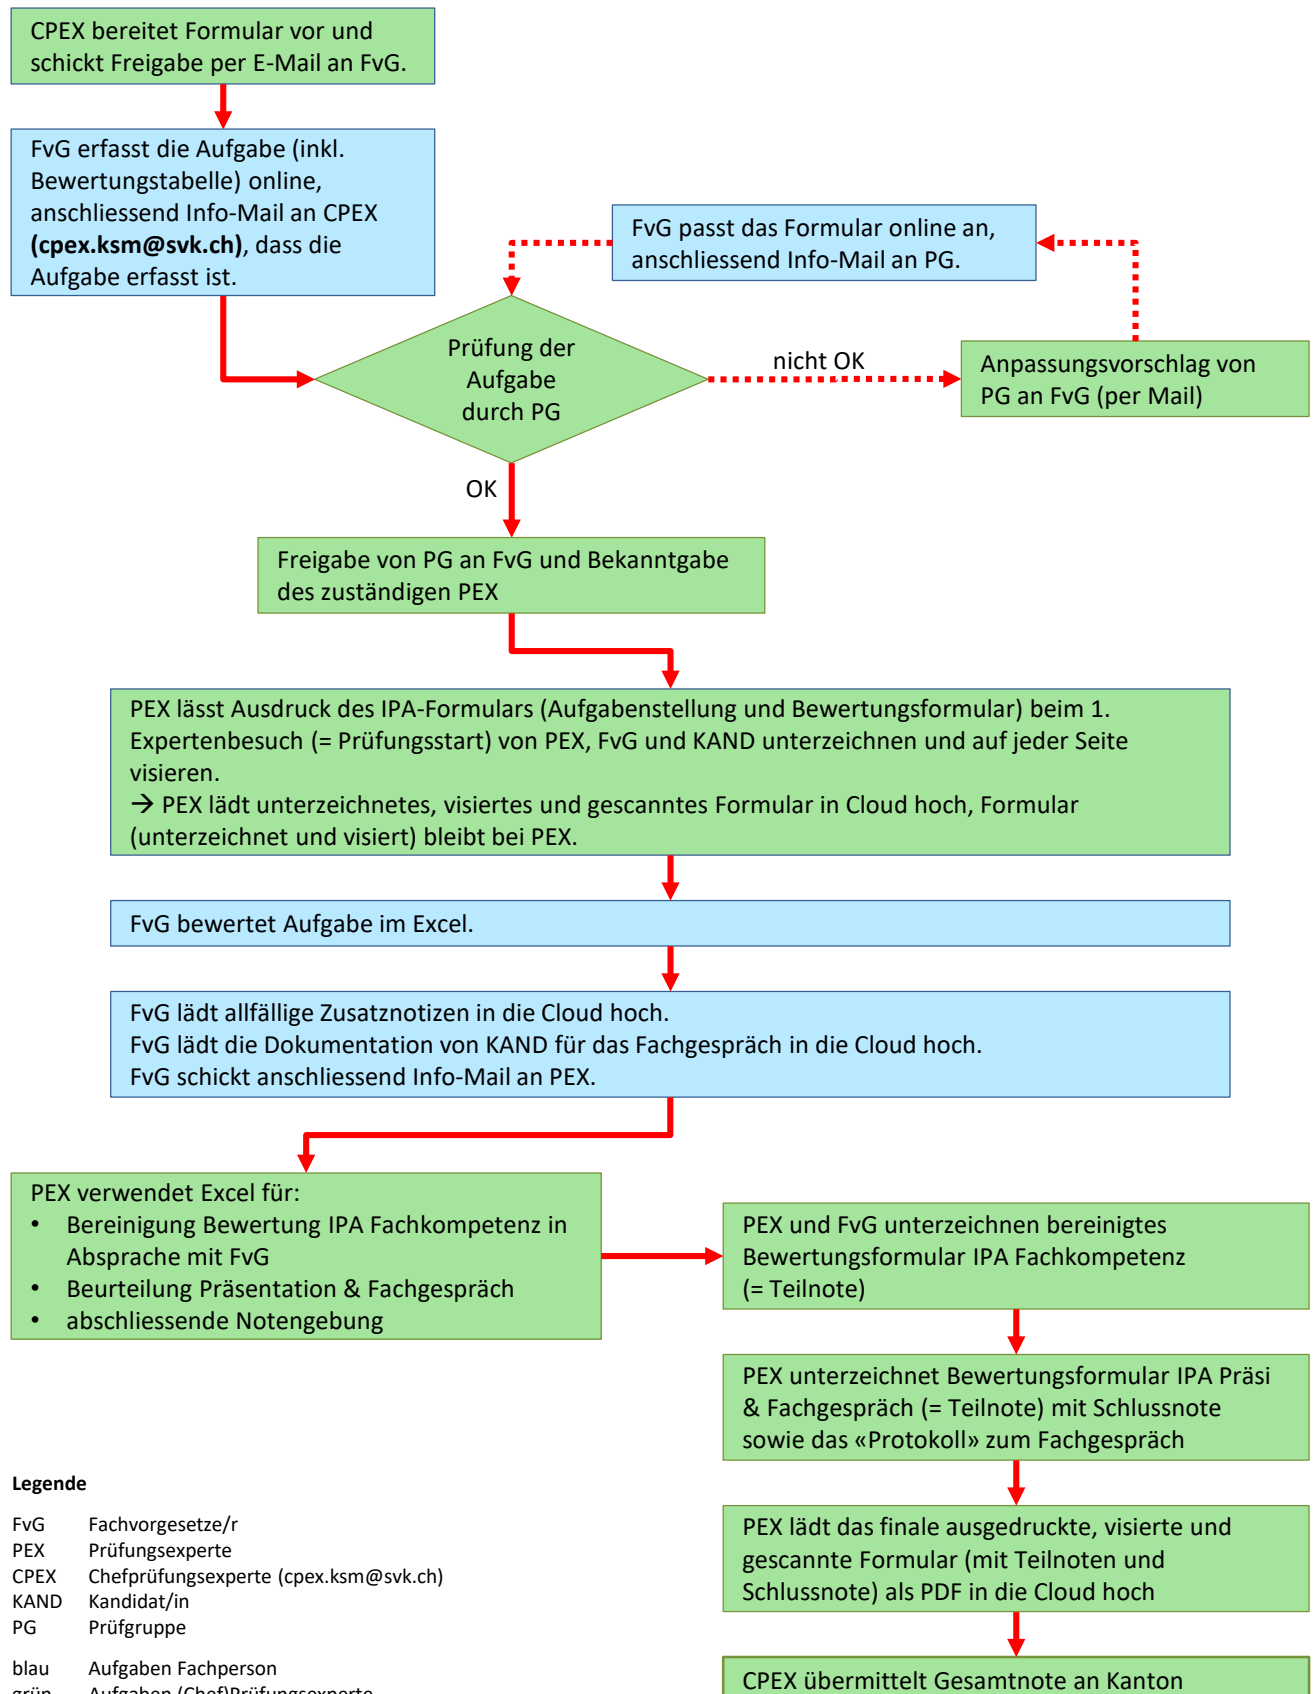 CPEX bereitet Formular vor und
schickt Freigabe per E-Mail an FvG.
FvG erfasst die Aufgabe (inkl.
Bewertungstabelle) online,
anschliessend Info-Mail an CPEX
(cpex.ksm@svk.ch), dass die
Aufgabe erfasst ist.
FvG passt das Formular online an,
anschliessend Info-Mail an PG.
Prüfung der
Aufgabe
durch PG
nicht OK
Anpassungsvorschlag von
PG an FvG (per Mail)
OK
Freigabe von PG an FvG und Bekanntgabe
des zuständigen PEX
PEX lässt Ausdruck des IPA-Formulars (Aufgabenstellung und Bewertungsformular) beim 1.
Expertenbesuch (= Prüfungsstart) von PEX, FvG und KAND unterzeichnen und auf jeder Seite
visieren.
→ PEX lädt unterzeichnetes, visiertes und gescanntes Formular in Cloud hoch, Formular
(unterzeichnet und visiert) bleibt bei PEX.
FvG bewertet Aufgabe im Excel.
FvG lädt allfällige Zusatznotizen in die Cloud hoch.
FvG lädt die Dokumentation von KAND für das Fachgespräch in die Cloud hoch.
FvG schickt anschliessend Info-Mail an PEX.
PEX verwendet Excel für:
• Bereinigung Bewertung IPA Fachkompetenz in
Absprache mit FvG
• Beurteilung Präsentation & Fachgespräch
• abschliessende Notengebung
PEX und FvG unterzeichnen bereinigtes
Bewertungsformular IPA Fachkompetenz
(= Teilnote)
PEX unterzeichnet Bewertungsformular IPA Präsi
& Fachgespräch (= Teilnote) mit Schlussnote
sowie das «Protokoll» zum Fachgespräch
PEX lädt das finale ausgedruckte, visierte und
gescannte Formular (mit Teilnoten und
Schlussnote) als PDF in die Cloud hoch
CPEX übermittelt Gesamtnote an Kanton
Legende
FvG Fachvorgesetze/r
PEX Prüfungsexperte
CPEX Chefprüfungsexperte (cpex.ksm@svk.ch)
KAND Kandidat/in
PG Prüfgruppe
blau Aufgaben Fachperson
grün Aufgaben (Chef)Prüfungsexperte